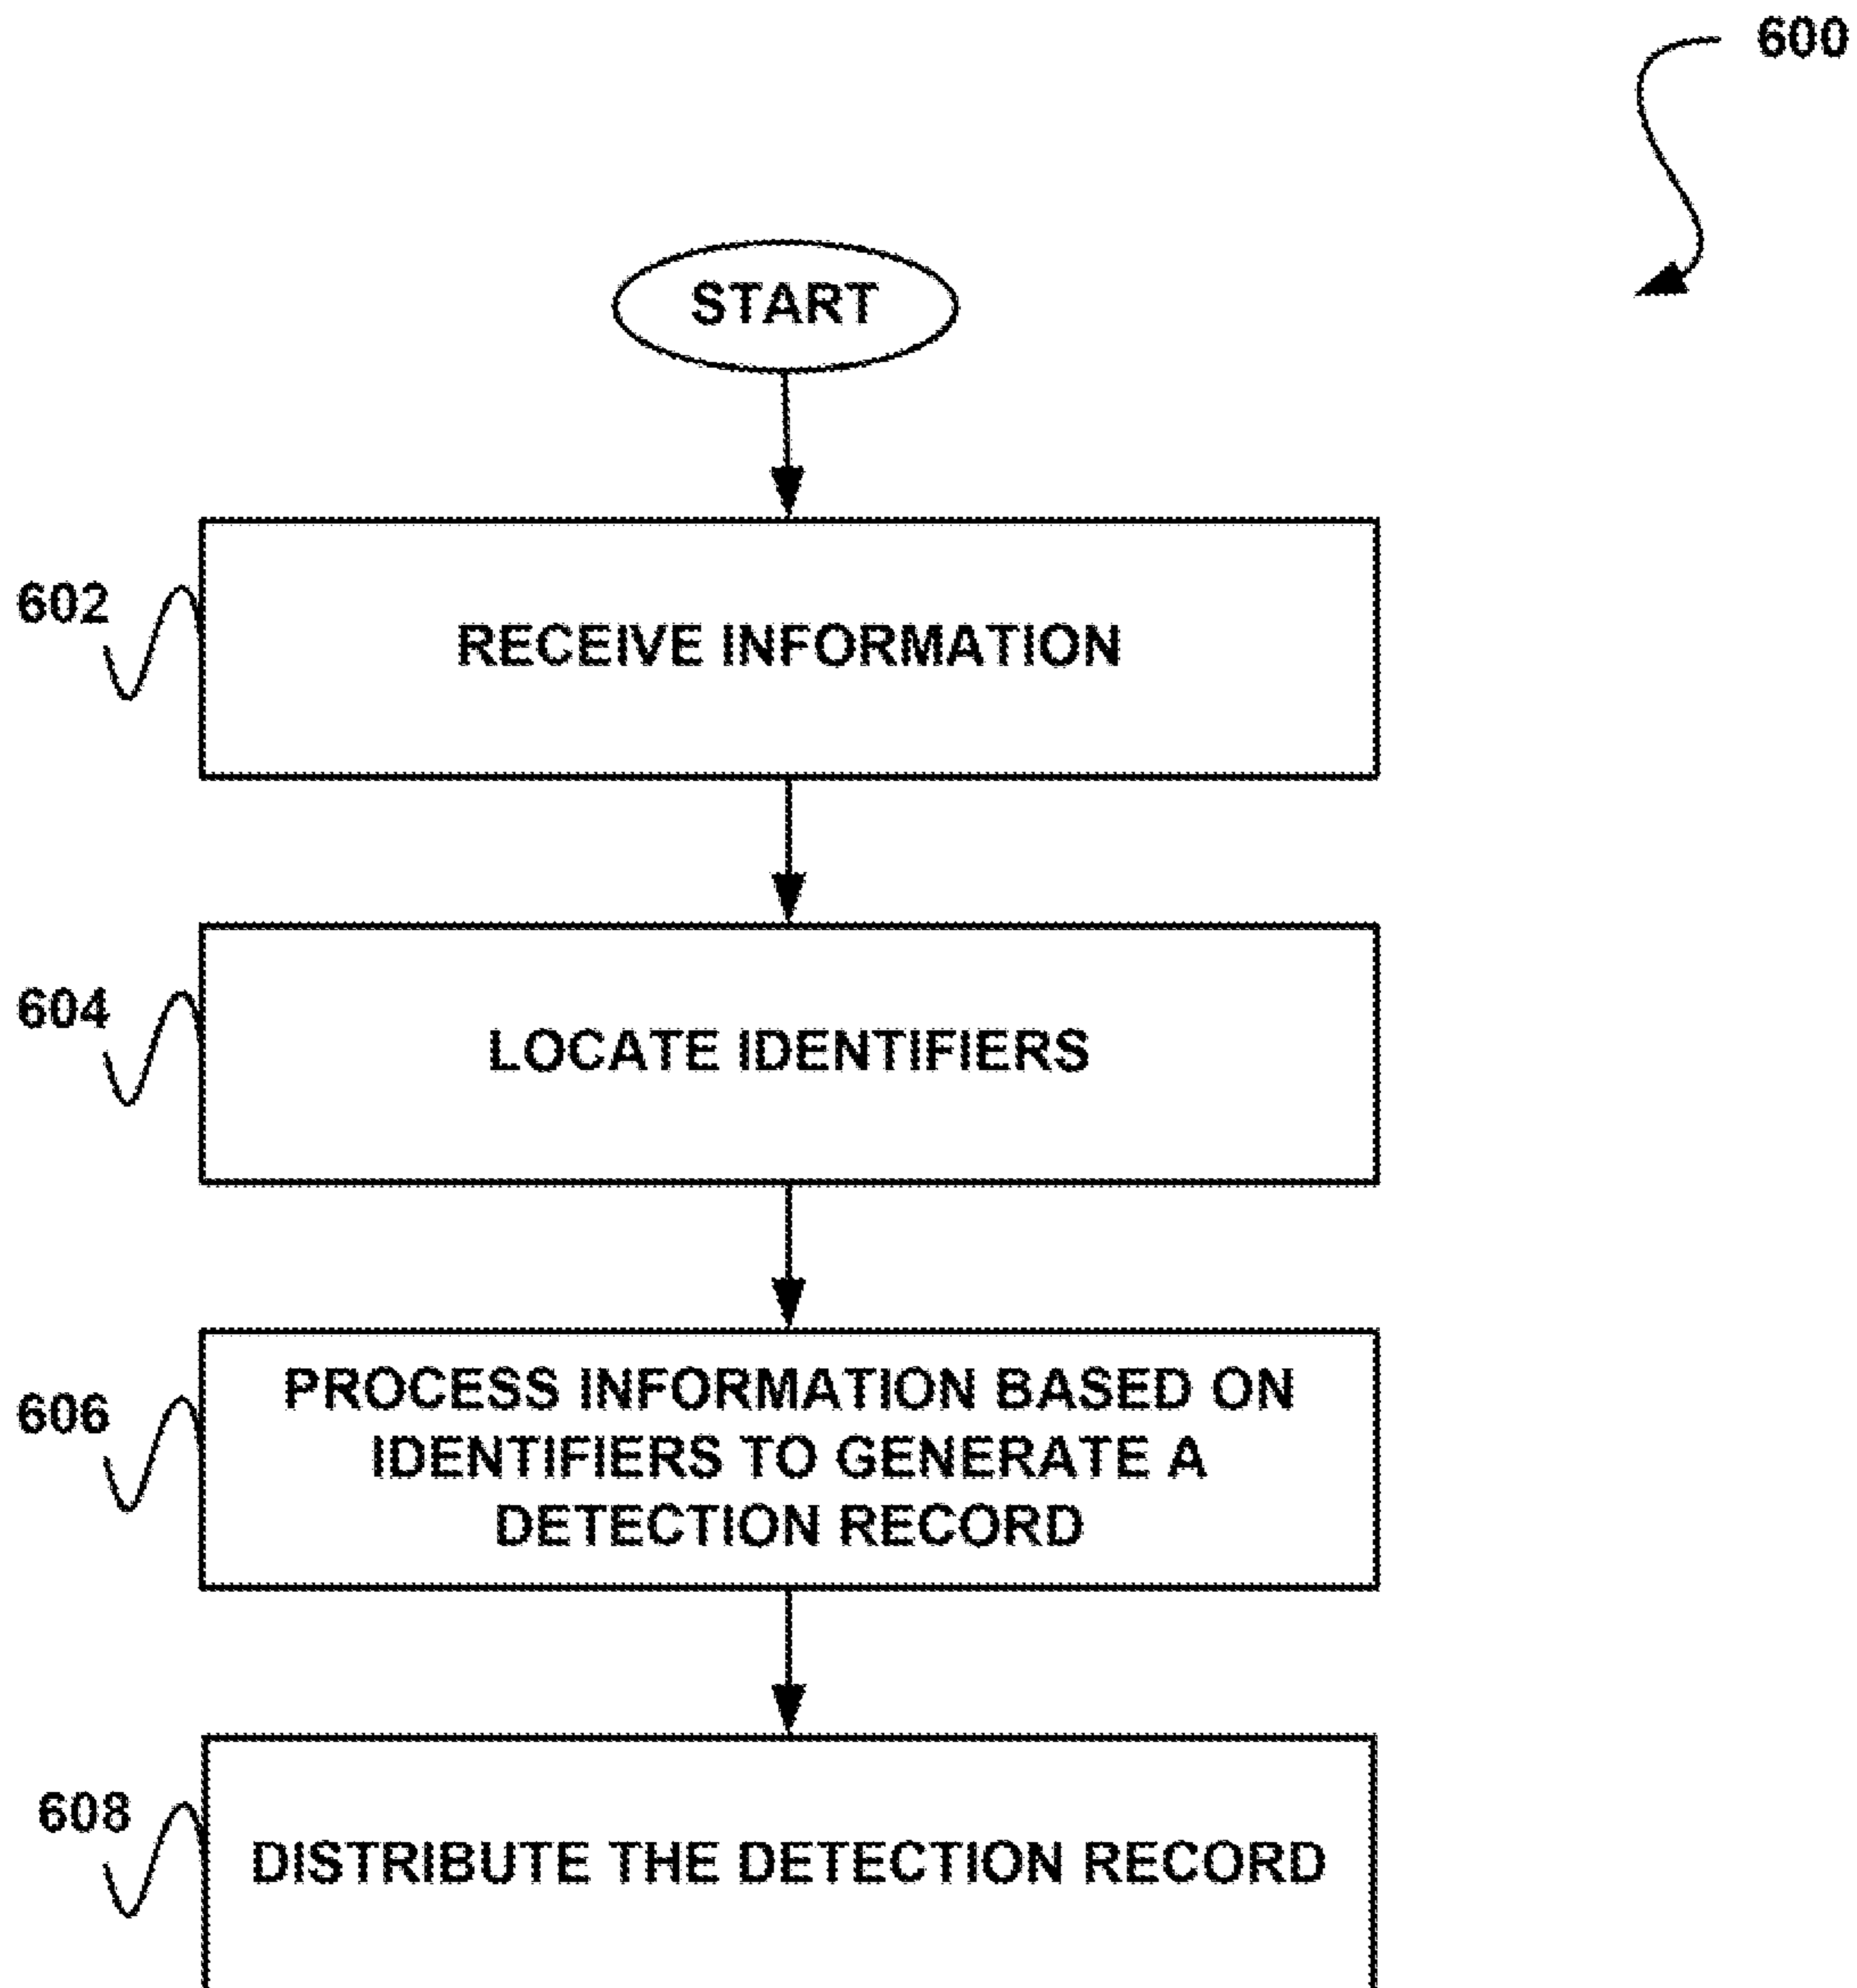 600
START
602
RECEIVE INFORMATION
604
LOCATE IDENTIFIERS
606
PROCESS INFORMATION BASED ON
IDENTIFIERS TO GENERATE A
DETECTION RECORD
608
DISTRIBUTE THE DETECTION RECORD